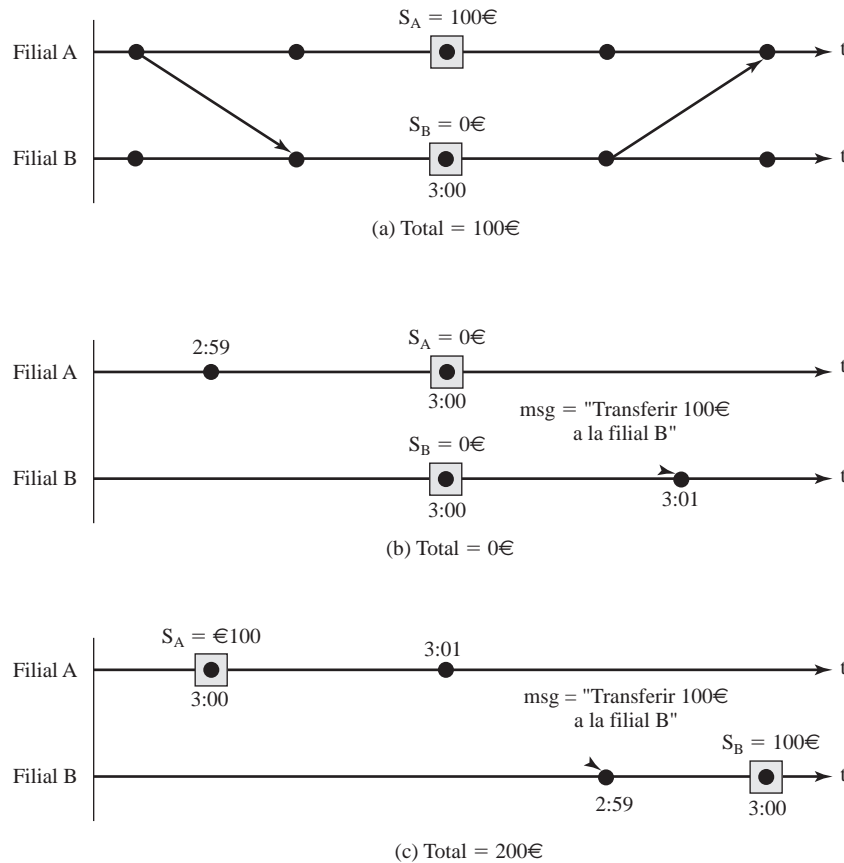 S_A = 100€
Filial A
t
S_B = 0€
Filial B
t
3:00
(a) Total = 100€
2:59
S_A = 0€
Filial A
t
3:00
msg = "Transferir 100€
a la filial B"
S_B = 0€
Filial B
t
3:00
3:01
(b) Total = 0€
S_A = €100
3:01
Filial A
t
3:00
msg = "Transferir 100€
a la filial B"
S_B = 100€
Filial B
t
2:59
3:00
(c) Total = 200€